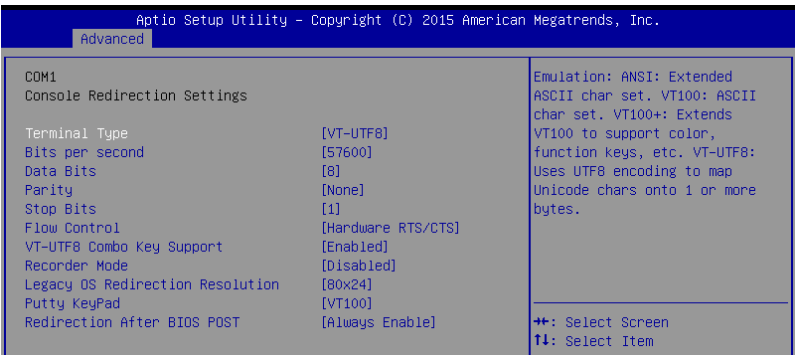 Aptio Setup Utility – Copyright (C) 2015 American Megatrends, Inc.
Advanced
COM1
Console Redirection Settings
Terminal Type [VT-UTF8]
Bits per second [57600]
Data Bits [8]
Parity [None]
Stop Bits [1]
Flow Control [Hardware RTS/CTS]
VT-UTF8 Combo Key Support [Enabled]
Recorder Mode [Disabled]
Legacy OS Redirection Resolution [80x24]
Putty KeyPad [VT100]
Redirection After BIOS POST [Always Enable]
Emulation: ANSI: Extended
ASCII char set. VT100: ASCII
char set. VT100+: Extends
VT100 to support color,
function keys, etc. VT-UTF8:
Uses UTF8 encoding to map
Unicode chars onto 1 or more
bytes.
→←: Select Screen
↑↓: Select Item